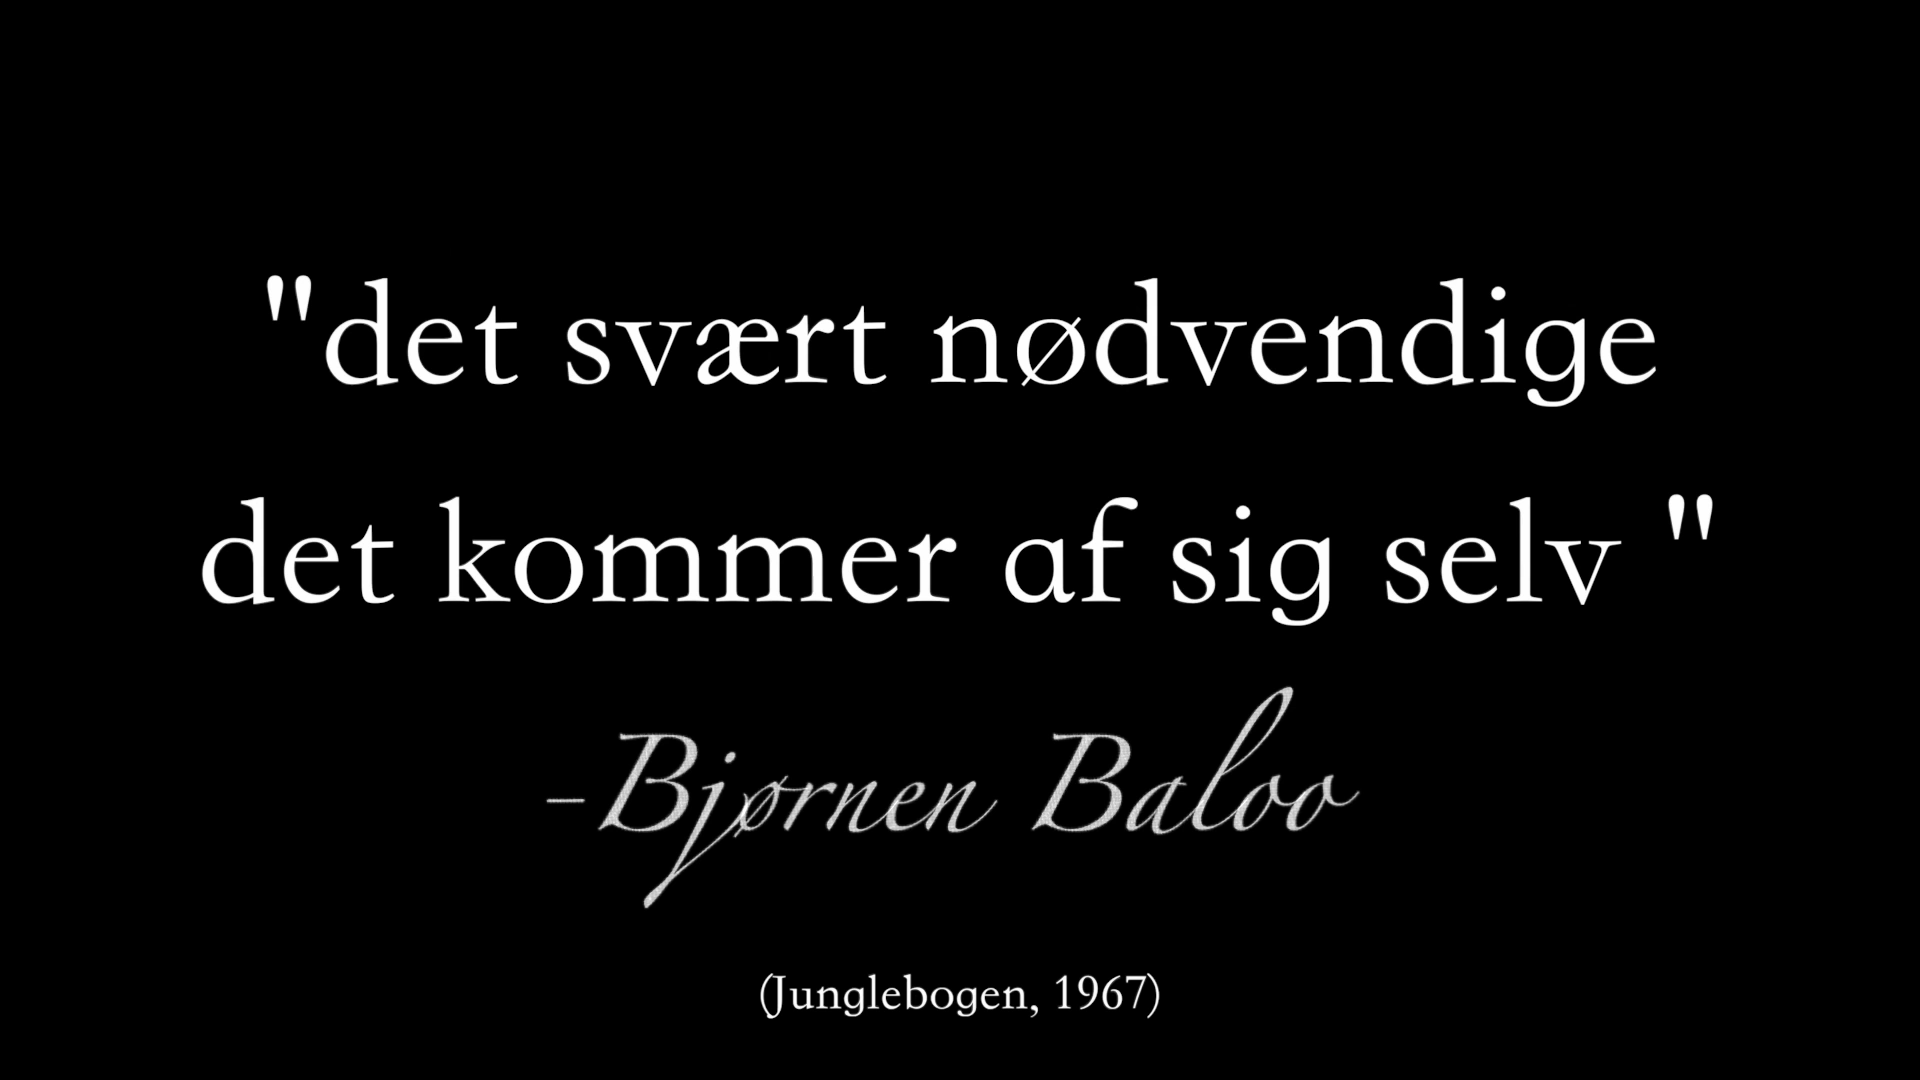 "det svært nødvendige
det kommer af sig selv "
-Bjørnen Baloo
(Junglebogen, 1967)